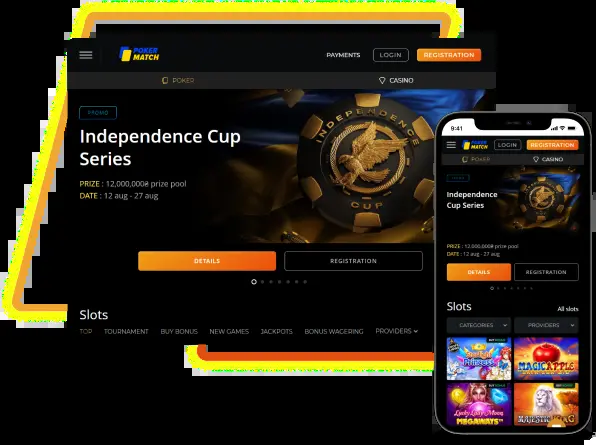 POKER
MATCH
PAYMENTS
LOGIN
REGISTRATION
POKER
CASINO
PROMO
Independence Cup
Series
PRIZE : 12,000,000₴ prize pool
DATE : 12 aug - 27 aug
INDEPENDENCE
CUP
DETAILS
REGISTRATION
Slots
TOP TOURNAMENT BUY BONUS NEW GAMES JACKPOTS BONUS WAGERING PROVIDERS
9:41
POKER
MATCH
LOGIN
REGISTRATION
POKER
CASINO
Independence
Cup Series
PRIZE : 12,000,000₴ prize pool
DATE : 12 aug - 27 aug
DETAILS
REGISTRATION
Slots
All slots
CATEGORIES
PROVIDERS
Princess
MAGIC APPLE
Lucky Lady Moon
MEGAWAYS™
MAJESTIC KING